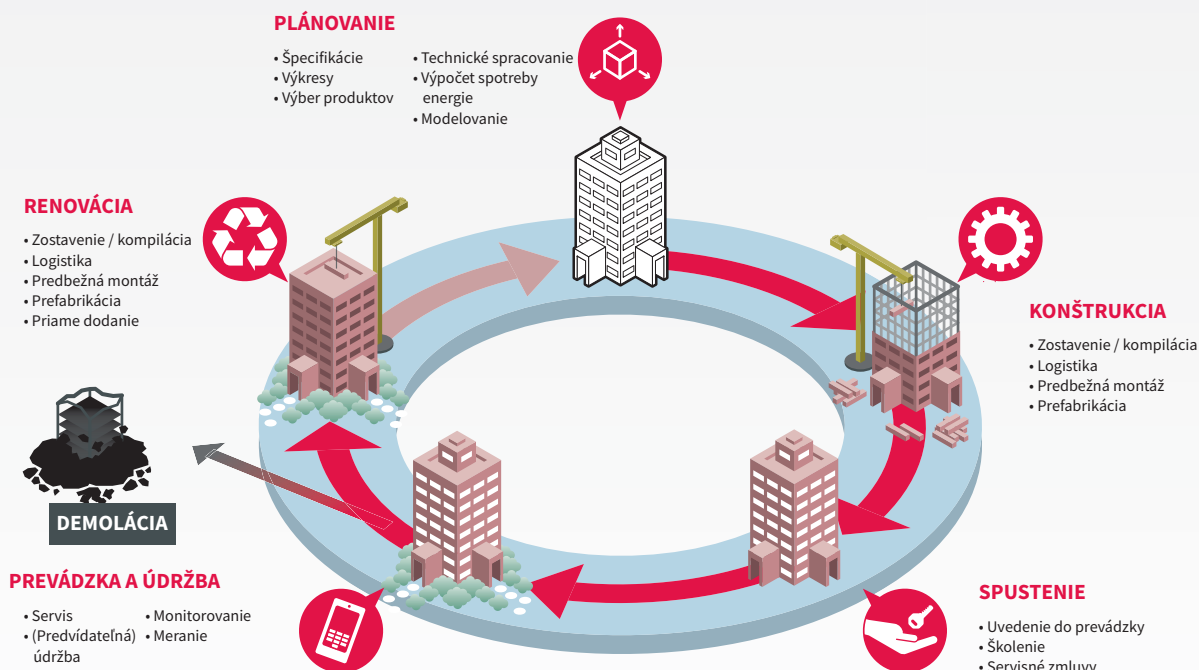 PLÁNOVANIE
• Špecifikácie
• Výkresy
• Výber produktov
• Technické spracovanie
• Výpočet spotreby
energie
• Modelovanie
RENOVÁCIA
• Zostavenie / kompilácia
• Logistika
• Predbežná montáž
• Prefabrikácia
• Priame dodanie
KONŠTRUKCIA
• Zostavenie / kompilácia
• Logistika
• Predbežná montáž
• Prefabrikácia
DEMOLÁCIA
PREVÁDZKA A ÚDRŽBA
• Servis
• (Predvídateľná)
údržba
• Monitorovanie
• Meranie
SPUSTENIE
• Uvedenie do prevádzky
• Školenie
• Servisné zmluvy